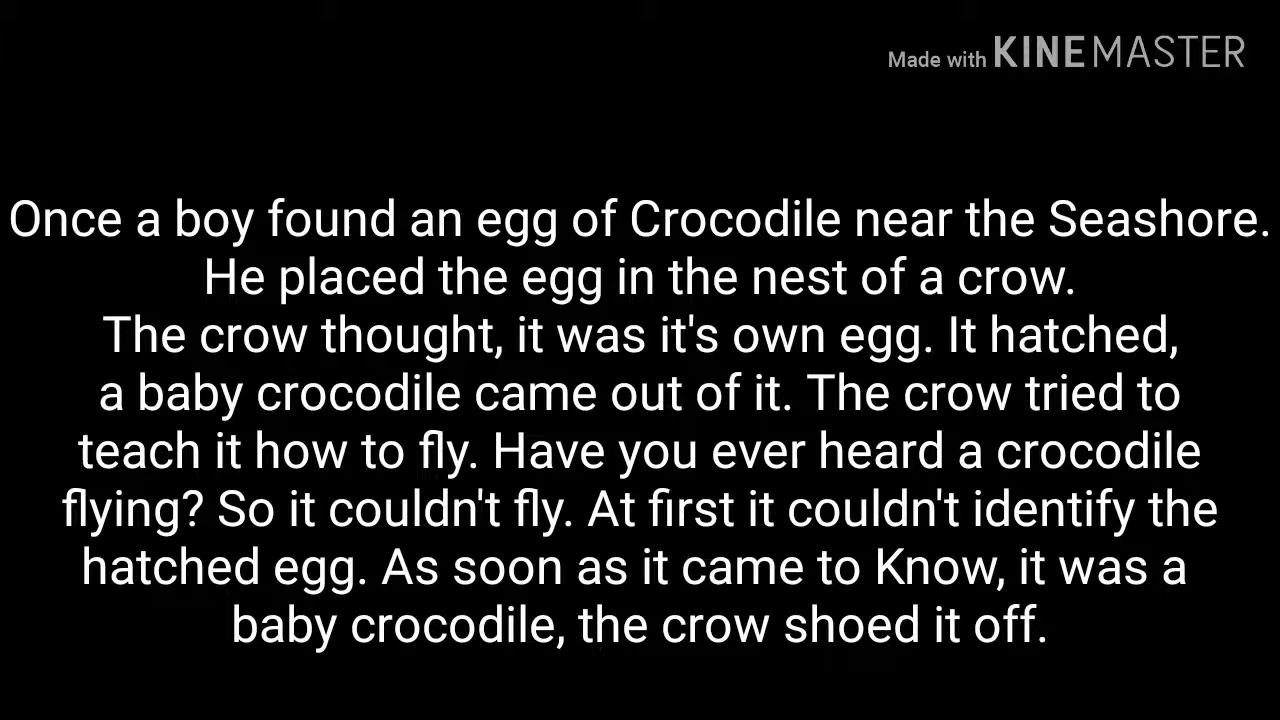 Made with KINEMASTER
Once a boy found an egg of Crocodile near the Seashore.
He placed the egg in the nest of a crow.
The crow thought, it was it's own egg. It hatched,
a baby crocodile came out of it. The crow tried to
teach it how to fly. Have you ever heard a crocodile
flying? So it couldn't fly. At first it couldn't identify the
hatched egg. As soon as it came to Know, it was a
baby crocodile, the crow shoed it off.